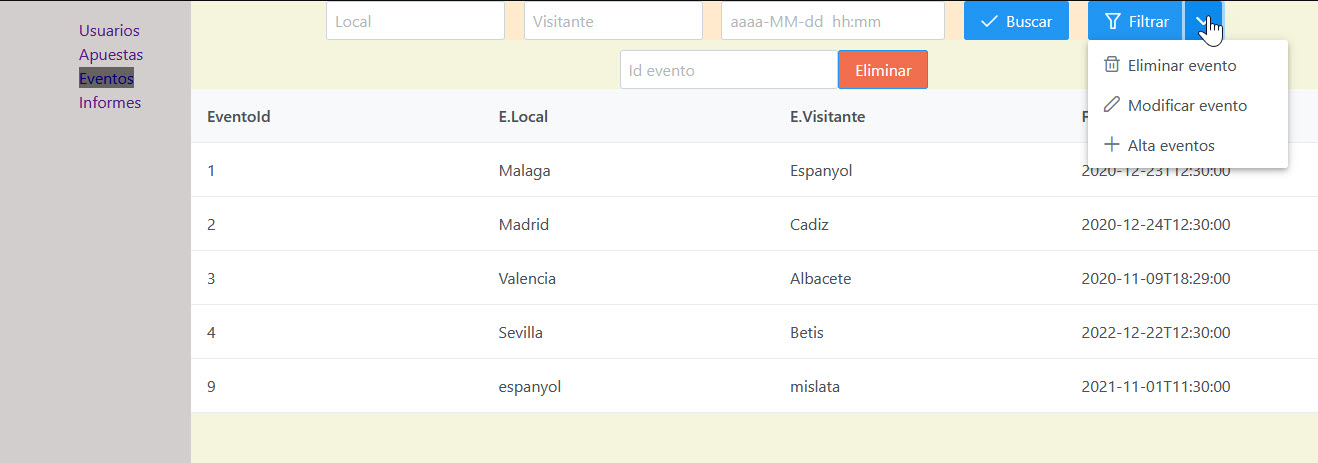 Usuarios
Apuestas
Eventos
Informes
Local Visitante aaaa-MM-dd hh:mm Buscar Filtrar
Id evento Eliminar
Eliminar evento
Modificar evento
Alta eventos
EventoId E.Local E.Visitante
1 Malaga Espanyol 2020-12-23T12:30:00
2 Madrid Cadiz 2020-12-24T12:30:00
3 Valencia Albacete 2020-11-09T18:29:00
4 Sevilla Betis 2022-12-22T12:30:00
9 espanyol mislata 2021-11-01T11:30:00